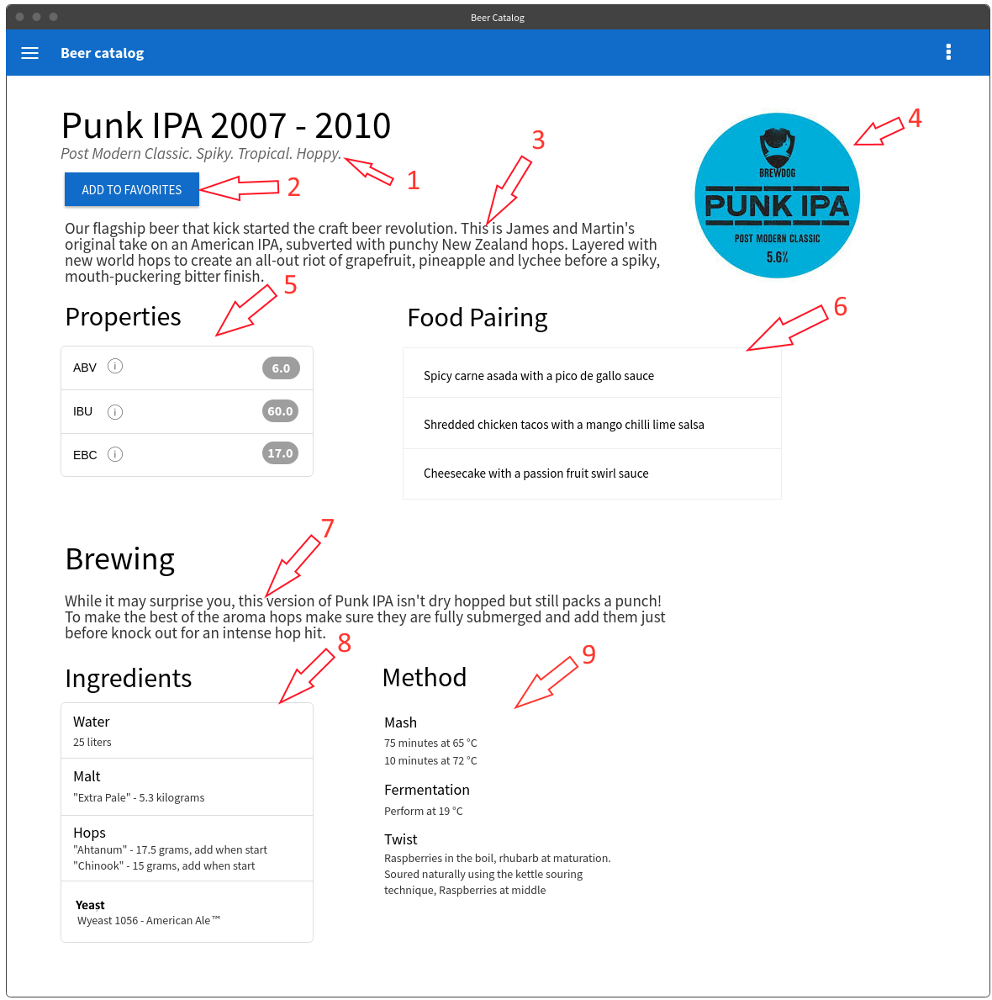 Beer Catalog
Beer catalog
Punk IPA 2007 - 2010
Post Modern Classic. Spiky. Tropical. Hoppy.
1
ADD TO FAVORITES
2
3
Our flagship beer that kick started the craft beer revolution. This is James and Martin's
original take on an American IPA, subverted with punchy New Zealand hops. Layered with
new world hops to create an all-out riot of grapefruit, pineapple and lychee before a spiky,
mouth-puckering bitter finish.
4
BREWDOG
PUNK IPA
POST MODERN CLASSIC
5.6%
5
Properties
ABV i 6.0
IBU i 60.0
EBC i 17.0
6
Food Pairing
Spicy carne asada with a pico de gallo sauce
Shredded chicken tacos with a mango chilli lime salsa
Cheesecake with a passion fruit swirl sauce
7
Brewing
While it may surprise you, this version of Punk IPA isn't dry hopped but still packs a punch!
To make the best of the aroma hops make sure they are fully submerged and add them just
before knock out for an intense hop hit.
8
Ingredients
Water
25 liters
Malt
"Extra Pale" - 5.3 kilograms
Hops
"Ahtanum" - 17.5 grams, add when start
"Chinook" - 15 grams, add when start
Yeast
Wyeast 1056 - American Ale™
9
Method
Mash
75 minutes at 65 °C
10 minutes at 72 °C
Fermentation
Perform at 19 °C
Twist
Raspberries in the boil, rhubarb at maturation.
Soured naturally using the kettle souring
technique, Raspberries at middle